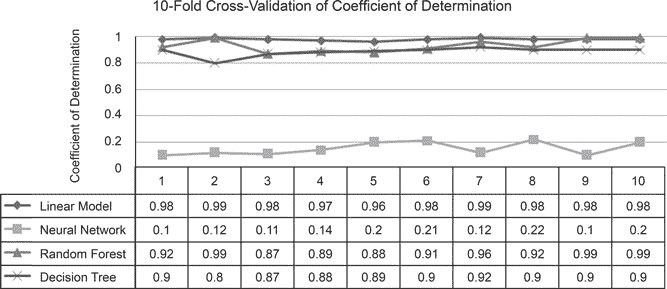 10-Fold Cross-Validation of Coefficient of Determination
Coefficient of Determination
1
0.8
0.6
0.4
0.2
0
1 2 3 4 5 6 7 8 9 10
Linear Model 0.98 0.99 0.98 0.97 0.96 0.98 0.99 0.98 0.98 0.98
Neural Network 0.1 0.12 0.11 0.14 0.2 0.21 0.12 0.22 0.1 0.2
Random Forest 0.92 0.99 0.87 0.89 0.88 0.91 0.96 0.92 0.99 0.99
Decision Tree 0.9 0.8 0.87 0.88 0.89 0.9 0.92 0.9 0.9 0.9